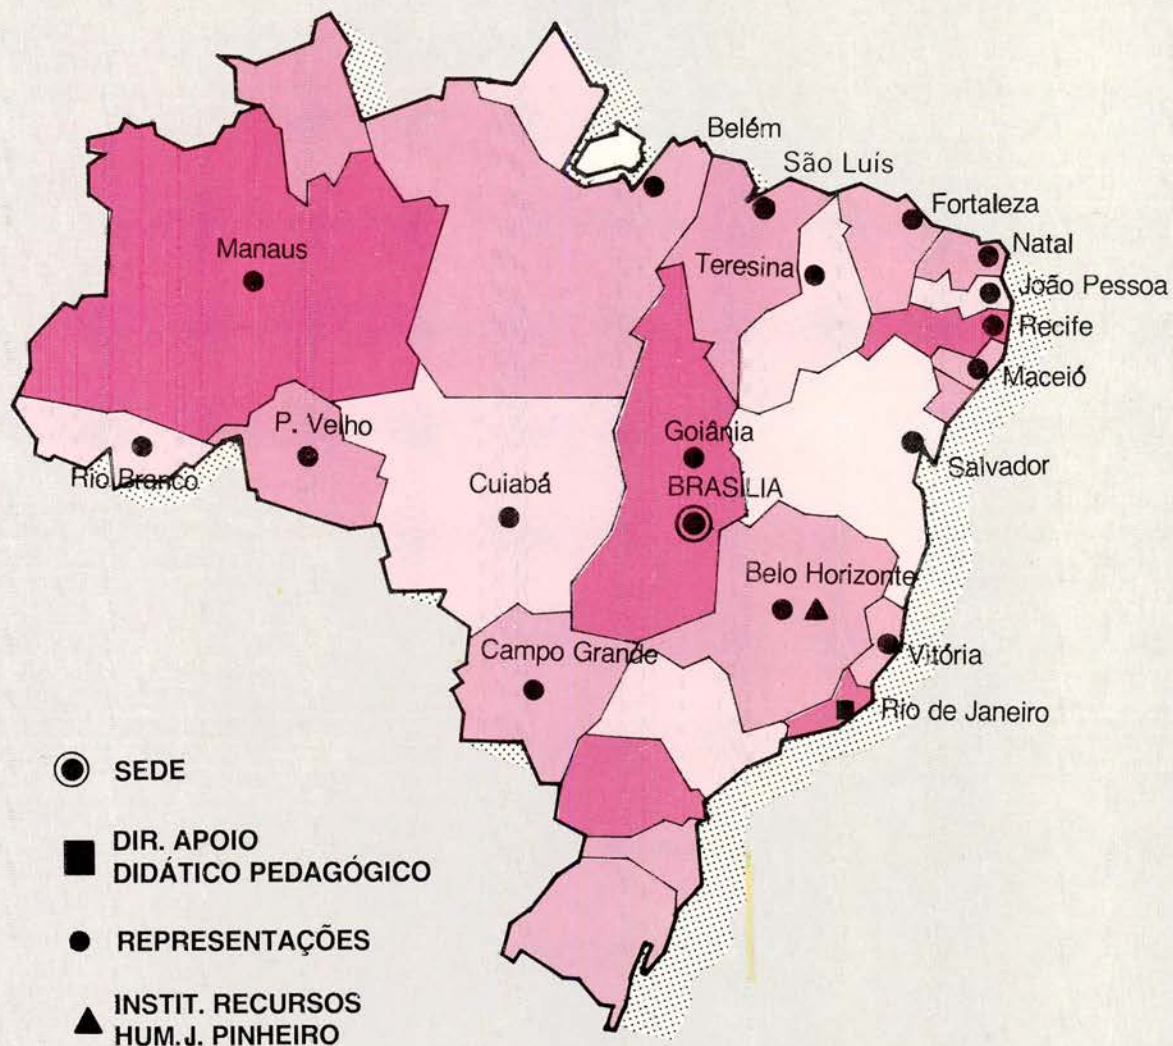 Belém
São Luís
Fortaleza
Manaus
Teresina
Natal
João Pessoa
Recife
Maceió
P. Velho
Goiânia
Rio Branco
Cuiabá
BRASÍLIA
Salvador
Belo Horizonte
Campo Grande
Vitória
Rio de Janeiro
SEDE
DIR. APOIO
DIDÁTICO PEDAGÓGICO
REPRESENTAÇÕES
INSTIT. RECURSOS
HUM.J. PINHEIRO